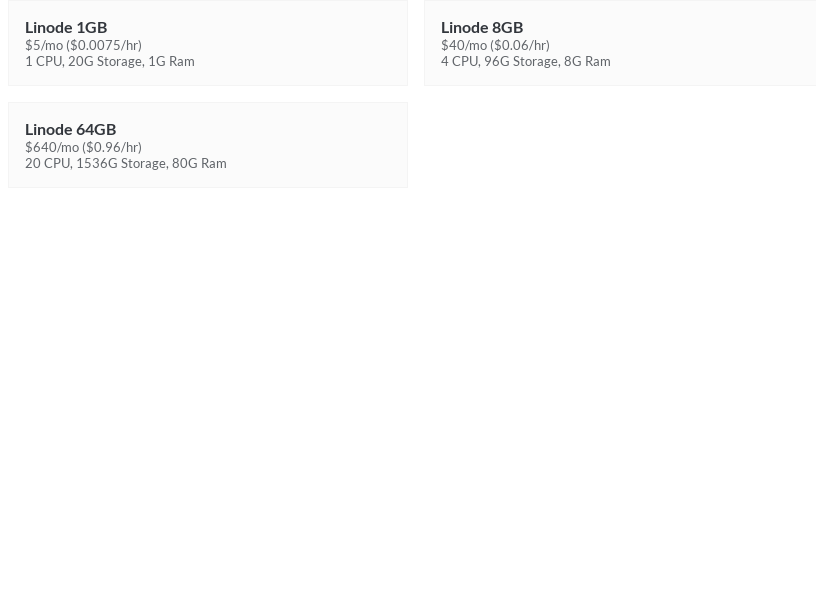 Linode 1GB
$5/mo ($0.0075/hr)
1 CPU, 20G Storage, 1G Ram
Linode 8GB
$40/mo ($0.06/hr)
4 CPU, 96G Storage, 8G Ram
Linode 64GB
$640/mo ($0.96/hr)
20 CPU, 1536G Storage, 80G Ram